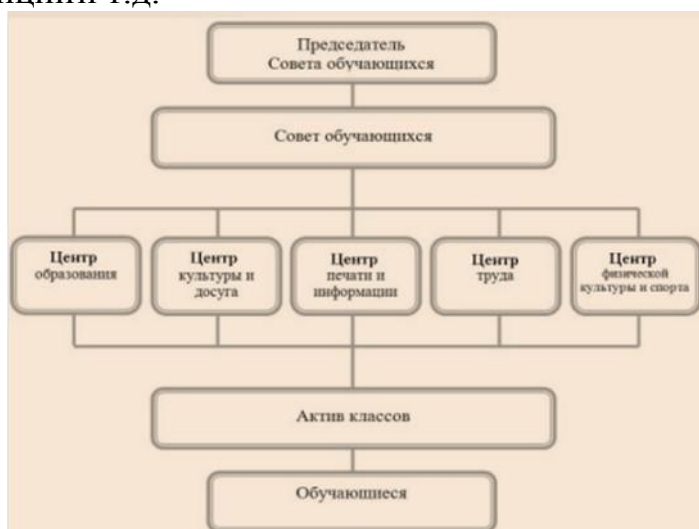 Председатель
Совета обучающихся
Совет обучающихся
Центр
образования
Центр
культуры и
досуга
Центр
печати и
информации
Центр
труда
Центр
физической
культуры и спорта
Актив классов
Обучающиеся